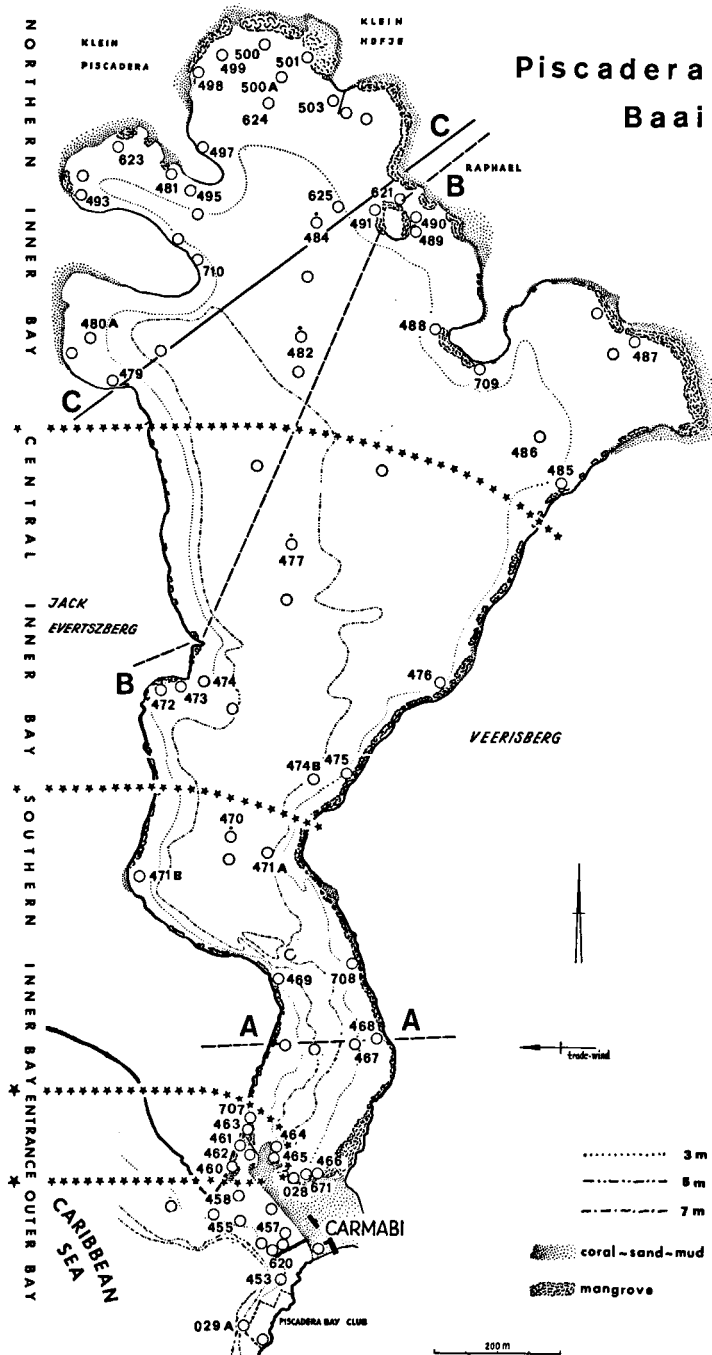 Piscadera
Baai
KLEIN
PISCADERA
KLEIN
HOFJE
NORTHERN INNER BAY
500
499
501
498
500A
624
503
C
497
623
481
495
493
RAPHAEL
B
621
625
491
490
489
484
710
480A
482
488
709
487
479
C
486
485
CENTRAL INNER BAY
477
JACK
EVERTSZBERG
B
472
473
474
476
VEERISBERG
474B
475
SOUTHERN INNER BAY
470
471A
471B
469
708
A
468
A
467
trade-wind
ENTRANCE
707
463
461
462
460
464
465
466
028
671
OUTER BAY
458
455
457
CARMABI
620
453
CARIBBEAN
SEA
029A
PISCADERA BAY CLUB
3 m
5 m
7 m
coral~sand~mud
mangrove
200 m